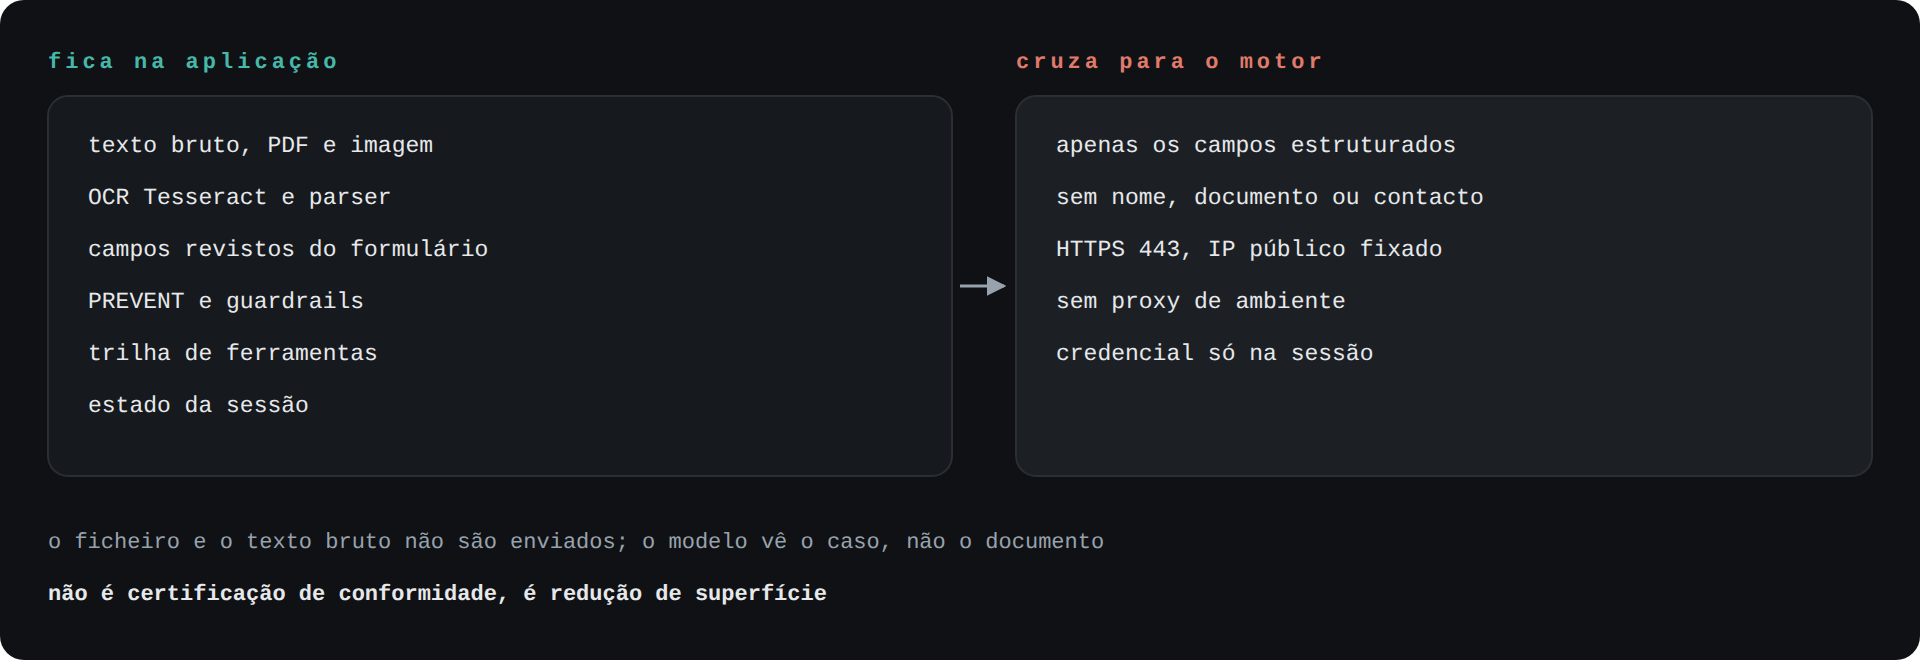 fica na aplicação
texto bruto, PDF e imagem
OCR Tesseract e parser
campos revistos do formulário
PREVENT e guardrails
trilha de ferramentas
estado da sessão
cruza para o motor
apenas os campos estruturados
sem nome, documento ou contacto
HTTPS 443, IP público fixado
sem proxy de ambiente
credencial só na sessão
o ficheiro e o texto bruto não são enviados; o modelo vê o caso, não o documento
não é certificação de conformidade, é redução de superfície